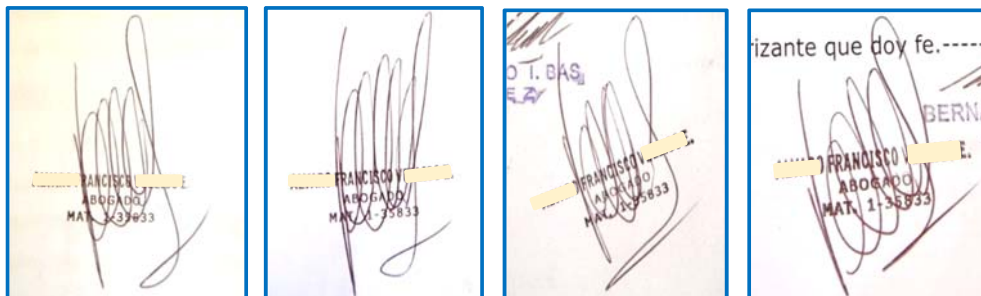 RANCISCO V
E
ABOGADO
MAT. 1-35833
FRANCISCO V.
ABOGADO
MAT. 1-35833
O I. BAS
E Z
O FRANCISCO V
E.
ABOGADO
MAT. 1-35833
rizante que doy fe.-----
BERN
O FRANCISCO V
E.
ABOGADO
MAT. 1-35833